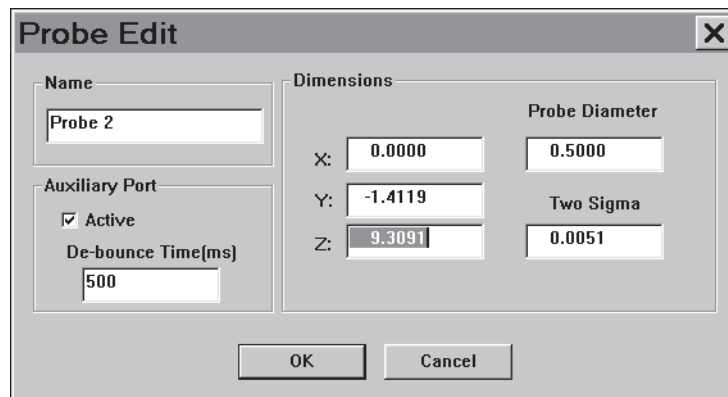 Probe Edit
Name
Probe 2
Auxiliary Port
Active
De-bounce Time(ms)
500
Dimensions
X: 0.0000
Y: -1.4119
Z: 9.3091
Probe Diameter
0.5000
Two Sigma
0.0051
OK
Cancel